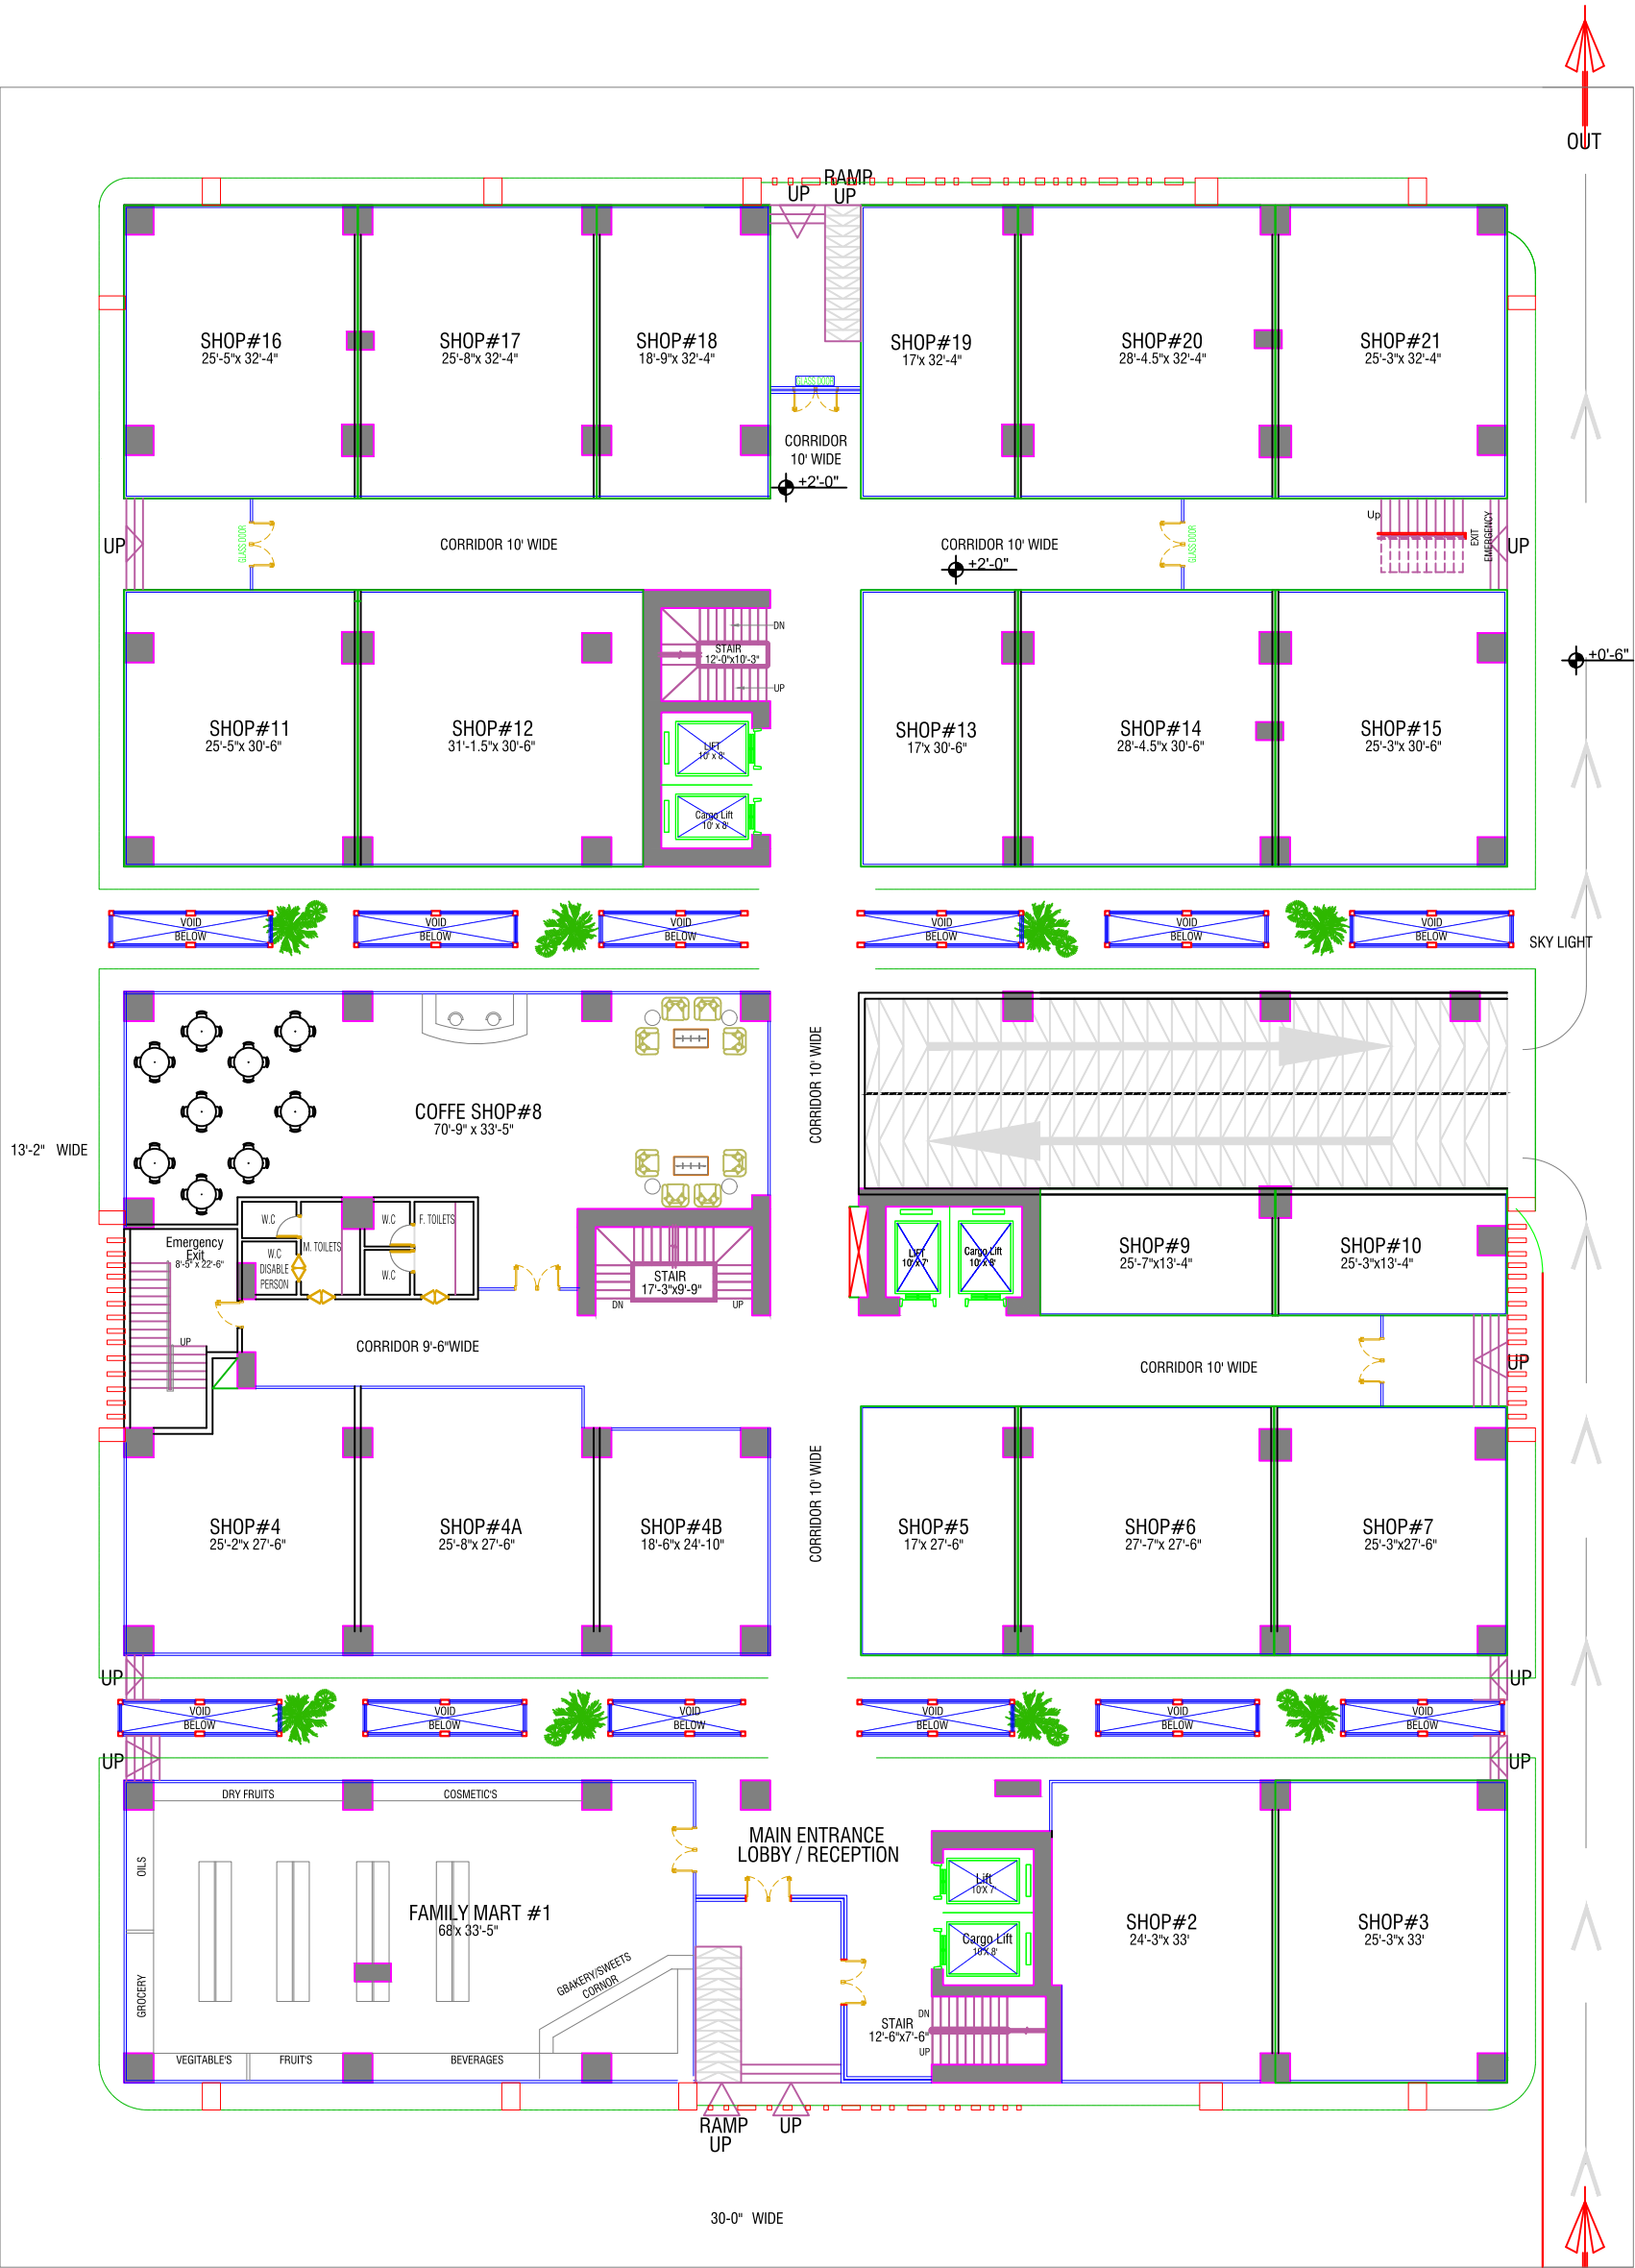 OUT
RAMP
UP
UP
SHOP#16
25'-5"x 32'-4"
SHOP#17
25'-8"x 32'-4"
SHOP#18
18'-9"x 32'-4"
SHOP#19
17'x 32'-4"
SHOP#20
28'-4.5"x 32'-4"
SHOP#21
25'-3"x 32'-4"
GLASS DOOR
CORRIDOR
10' WIDE
+2'-0"
UP
GLASS DOOR
CORRIDOR 10' WIDE
CORRIDOR 10' WIDE
+2'-0"
GLASS DOOR
Up
EXIT
EMERGENCY
UP
+0'-6"
DN
STAIR
12'-0"x10'-3"
UP
SHOP#11
25'-5"x 30'-6"
SHOP#12
31'-1.5"x 30'-6"
LIFT
10' x 8'
Cargo Lift
10' x 8'
SHOP#13
17'x 30'-6"
SHOP#14
28'-4.5"x 30'-6"
SHOP#15
25'-3"x 30'-6"
VOID
BELOW
VOID
BELOW
VOID
BELOW
VOID
BELOW
VOID
BELOW
VOID
BELOW
SKY LIGHT
COFFE SHOP#8
70'-9" x 33'-5"
CORRIDOR 10' WIDE
13'-2" WIDE
Emergency
Exit
8'-5" x 22'-6"
UP
W.C
M. TOILETS
W.C
DISABLE
PERSON
W.C
F. TOILETS
W.C
STAIR
17'-3"x9'-9"
DN
UP
LIFT
10' x 7'
Cargo Lift
10' x 8'
SHOP#9
25'-7"x13'-4"
SHOP#10
25'-3"x13'-4"
CORRIDOR 9'-6"WIDE
CORRIDOR 10' WIDE
UP
SHOP#4
25'-2"x 27'-6"
SHOP#4A
25'-8"x 27'-6"
SHOP#4B
18'-6"x 24'-10"
CORRIDOR 10' WIDE
SHOP#5
17'x 27'-6"
SHOP#6
27'-7"x 27'-6"
SHOP#7
25'-3"x27'-6"
UP
UP
VOID
BELOW
VOID
BELOW
VOID
BELOW
VOID
BELOW
VOID
BELOW
VOID
BELOW
UP
UP
DRY FRUITS
COSMETIC'S
OILS
GROCERY
FAMILY MART #1
68'x 33'-5"
GBAKERY/SWEETS
CORNOR
VEGITABLE'S
FRUIT'S
BEVERAGES
MAIN ENTRANCE
LOBBY / RECEPTION
Lift
10'X 7'
Cargo Lift
10'X 8'
DN
STAIR
12'-6"x7'-6"
UP
SHOP#2
24'-3"x 33'
SHOP#3
25'-3"x 33'
RAMP
UP
UP
30-0" WIDE